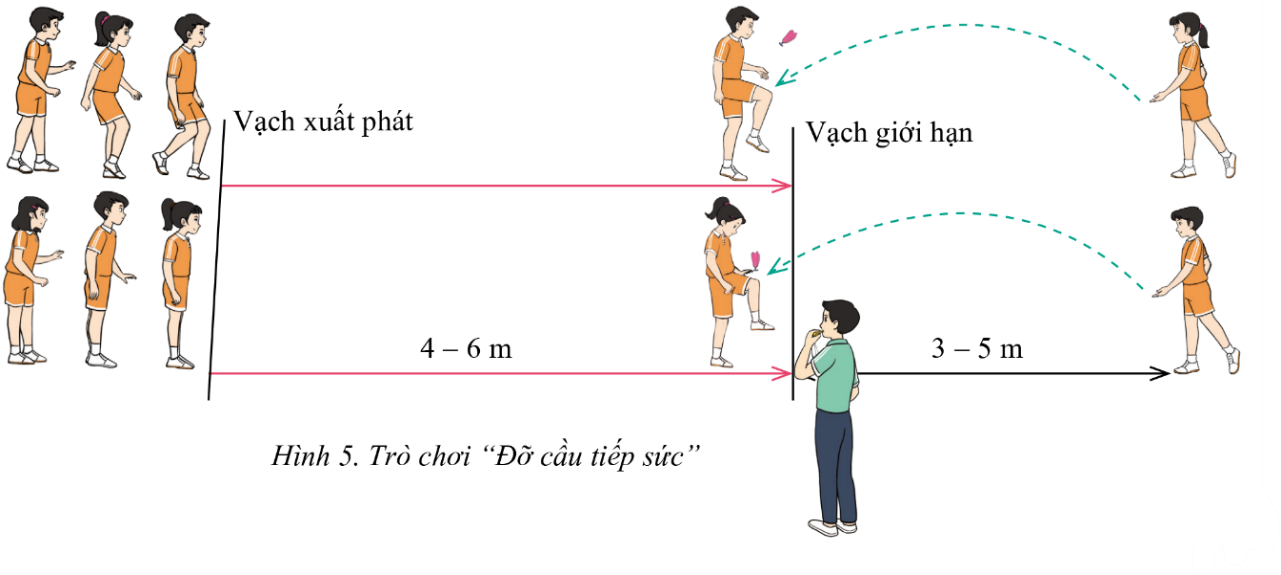 Vạch xuất phát
Vạch giới hạn
4 – 6 m
3 – 5 m
Hình 5. Trò chơi “Đỡ cầu tiếp sức”